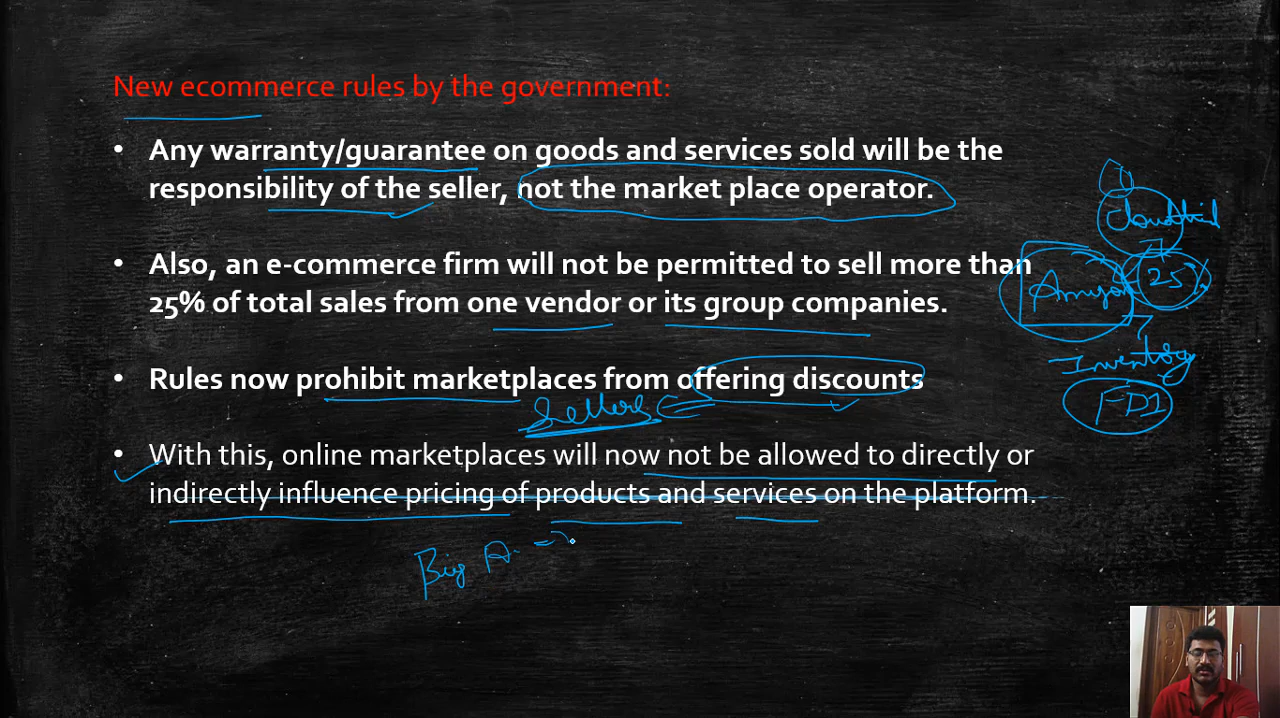 New ecommerce rules by the government:
• Any warranty/guarantee on goods and services sold will be the
responsibility of the seller, not the market place operator.
• Also, an e-commerce firm will not be permitted to sell more than
25% of total sales from one vendor or its group companies.
• Rules now prohibit marketplaces from offering discounts
Sellers
• With this, online marketplaces will now not be allowed to directly or
indirectly influence pricing of products and services on the platform.
Big
25%
Inventory
FDI